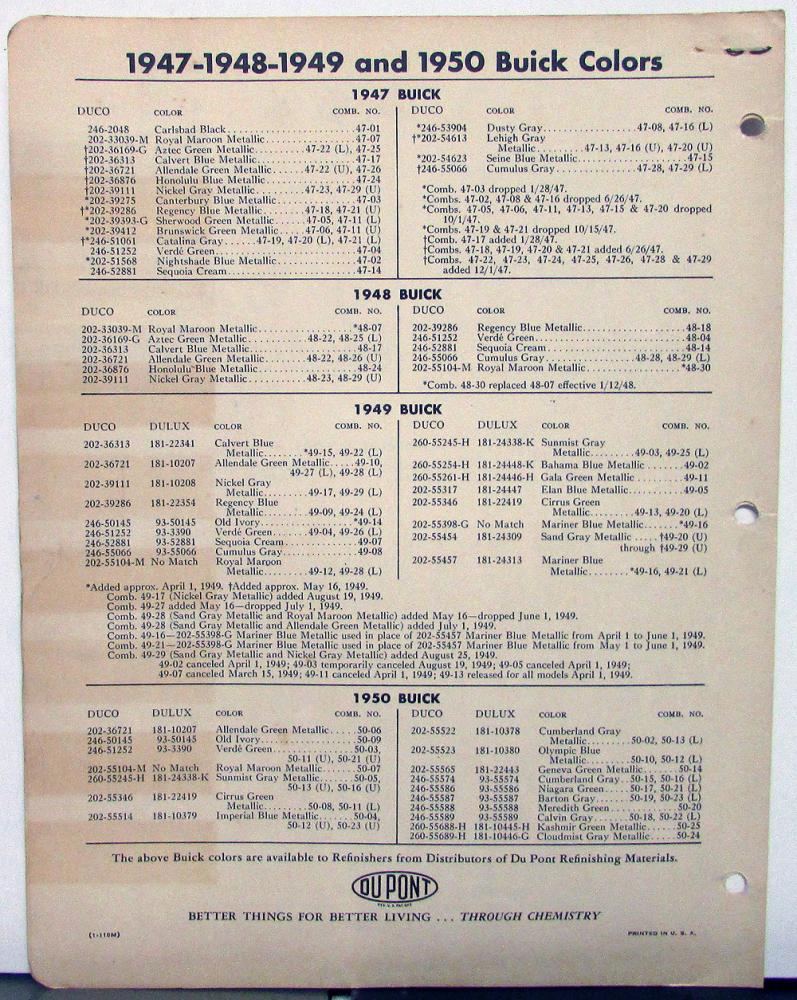 1947-1948-1949 and 1950 Buick Colors
1947 BUICK
DUCO COLOR COMB. NO.
246-2048 Carlsbad Black....47-01
202-33039-M Royal Maroon Metallic....47-07
†202-36169-G Aztec Green Metallic....47-22 (L), 47-25
†202-36313 Calvert Blue Metallic....47-17
†202-36721 Allendale Green Metallic....47-22 (U), 47-26
†202-36876 Honolulu Blue Metallic....47-24
†202-39111 Nickel Gray Metallic....47-23, 47-29 (U)
*202-39275 Canterbury Blue Metallic....47-03
†*202-39286 Regency Blue Metallic....47-18, 47-21 (U)
*202-39393-G Sherwood Green Metallic....47-05, 47-11 (L)
*202-39412 Brunswick Green Metallic....47-06, 47-11 (U)
†*246-51061 Catalina Gray....47-19, 47-20 (L), 47-21 (L)
246-51252 Verdé Green....47-04
*202-51568 Nightshade Blue Metallic....47-02
246-52881 Sequoia Cream....47-14
DUCO COLOR COMB. NO.
*246-53904 Dusty Gray....47-08, 47-16 (L)
†*202-54613 Lehigh Gray
Metallic....47-13, 47-16 (U), 47-20 (U)
*202-54623 Seine Blue Metallic....47-15
†246-55066 Cumulus Gray....47-28, 47-29 (L)
*Combs. 47-03 dropped 1/28/47.
*Combs. 47-02, 47-08 & 47-16 dropped 6/26/47.
*Combs. 47-05, 47-06, 47-11, 47-13, 47-15 & 47-20 dropped
10/1/47.
*Combs. 47-19 & 47-21 dropped 10/15/47.
†Comb. 47-17 added 1/28/47.
†Combs. 47-18, 47-19, 47-20 & 47-21 added 6/26/47.
†Combs. 47-22, 47-23, 47-24, 47-25, 47-26, 47-28 & 47-29
added 12/1/47.
1948 BUICK
DUCO COLOR COMB. NO.
202-33039-M Royal Maroon Metallic....*48-07
202-36169-G Aztec Green Metallic....48-22, 48-25 (L)
202-36313 Calvert Blue Metallic....48-17
202-36721 Allendale Green Metallic....48-22, 48-26 (U)
202-36876 Honolulu Blue Metallic....48-24
202-39111 Nickel Gray Metallic....48-23, 48-29 (U)
DUCO COLOR COMB. NO.
202-39286 Regency Blue Metallic....48-18
246-51252 Verdé Green....48-04
246-52881 Sequoia Cream....48-14
246-55066 Cumulus Gray....48-28, 48-29 (L)
202-55104-M Royal Maroon Metallic....*48-30
*Comb. 48-30 replaced 48-07 effective 1/12/48.
1949 BUICK
DUCO DULUX COLOR COMB. NO.
202-36313 181-22341 Calvert Blue
Metallic....*49-15, 49-22 (L)
202-36721 181-10207 Allendale Green Metallic....49-10,
49-27 (L), 49-28 (L)
202-39111 181-10208 Nickel Gray
Metallic....49-17, 49-29 (L)
202-39286 181-22354 Regency Blue
Metallic....49-09, 49-24 (L)
246-50145 93-50145 Old Ivory....*49-14
246-51252 93-3390 Verdé Green....49-04, 49-26 (L)
246-52881 93-52881 Sequoia Cream....49-07
246-55066 93-55066 Cumulus Gray....49-08
202-55104-M No Match Royal Maroon
Metallic....49-12, 49-28 (L)
DUCO DULUX COLOR COMB. NO.
260-55245-H 181-24338-K Sunmist Gray
Metallic....49-03, 49-25 (L)
260-55254-H 181-24448-K Bahama Blue Metallic....49-02
260-55261-H 181-24446-H Gala Green Metallic....49-11
202-55317 181-24447 Elan Blue Metallic....49-05
202-55346 181-22419 Cirrus Green
Metallic....49-13, 49-20 (L)
202-55398-G No Match Mariner Blue Metallic....*49-16
202-55454 181-24309 Sand Gray Metallic....†49-20 (U)
through †49-29 (U)
202-55457 181-24313 Mariner Blue
Metallic....*49-16, 49-21 (L)
*Added approx. April 1, 1949. †Added approx. May 16, 1949.
Comb. 49-17 (Nickel Gray Metallic) added August 19, 1949.
Comb. 49-27 added May 16—dropped July 1, 1949.
Comb. 49-28 (Sand Gray Metallic and Royal Maroon Metallic) added May 16—dropped June 1, 1949.
Comb. 49-28 (Sand Gray Metallic and Allendale Green Metallic) added July 1, 1949.
Comb. 49-16—202-55398-G Mariner Blue Metallic used in place of 202-55457 Mariner Blue Metallic from April 1 to June 1, 1949.
Comb. 49-21—202-55398-G Mariner Blue Metallic used in place of 202-55457 Mariner Blue Metallic from May 1 to June 1, 1949.
Comb. 49-29 (Sand Gray Metallic and Nickel Gray Metallic) added August 25, 1949.
49-02 canceled April 1, 1949; 49-03 temporarily canceled August 19, 1949; 49-05 canceled April 1, 1949;
49-07 canceled March 15, 1949; 49-11 canceled April 1, 1949; 49-13 released for all models April 1, 1949.
1950 BUICK
DUCO DULUX COLOR COMB. NO.
202-36721 181-10207 Allendale Green Metallic....50-06
246-50145 93-50145 Old Ivory....50-09
246-51252 93-3390 Verdé Green....50-03,
50-11 (U), 50-21 (U)
202-55104-M No Match Royal Maroon Metallic....50-07
260-55245-H 181-24338-K Sunmist Gray Metallic....50-05,
50-13 (U), 50-16 (U)
202-55346 181-22419 Cirrus Green
Metallic....50-08, 50-11 (L)
202-55514 181-10379 Imperial Blue Metallic....50-04,
50-12 (U), 50-23 (U)
DUCO DULUX COLOR COMB. NO.
202-55522 181-10378 Cumberland Gray
Metallic....50-02, 50-13 (L)
202-55523 181-10380 Olympic Blue
Metallic....50-10, 50-12 (L)
202-55565 181-22443 Geneva Green Metallic....50-14
246-55574 93-55574 Cumberland Gray....50-15, 50-16 (L)
246-55586 93-55586 Niagara Green....50-17, 50-21 (L)
246-55587 93-55587 Barton Gray....50-19, 50-23 (L)
246-55588 93-55588 Meredith Green....50-20
246-55589 93-55589 Calvin Gray....50-18, 50-22 (L)
260-55688-H 181-10445-H Kashmir Green Metallic....50-25
260-55689-H 181-10446-G Cloudmist Gray Metallic....50-24
The above Buick colors are available to Refinishers from Distributors of Du Pont Refinishing Materials.
DU PONT
REG. U. S. PAT. OFF.
BETTER THINGS FOR BETTER LIVING ... THROUGH CHEMISTRY
(1-110M) PRINTED IN U. S. A.